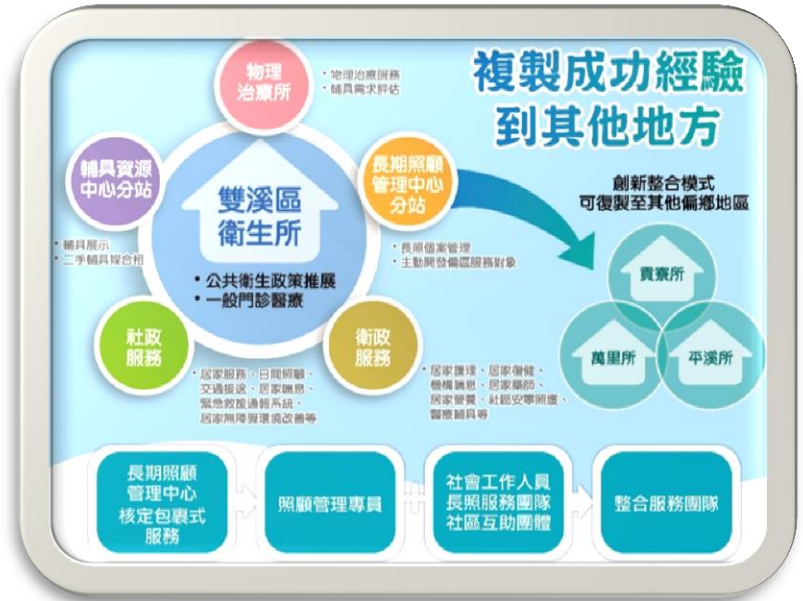 複製成功經驗
到其他地方
物理
治療所
• 物理治療服務
• 輔具需求評估
輔具資源
中心分站
• 輔具展示
• 二手輔具媒合租
長期照顧
管理中心
分站
• 長照個案管理
• 主動開發偏區服務對象
雙溪區
衛生所
• 公共衛生政策推展
• 一般門診醫療
社政
服務
• 居家服務、日間照顧、
交通接送、居家喘息、
緊急救援通報系統、
居家無障礙環境改善等
衛政
服務
• 居家護理、居家復健、
機構喘息、居家藥師、
居家營養、社區安寧照護、
醫療輔具等
創新整合模式
可復製至其他偏鄉地區
貢寮所
萬里所
平溪所
長期照顧
管理中心
核定包裹式
服務
照顧管理專員
社會工作人員
長照服務團隊
社區互助團體
整合服務團隊